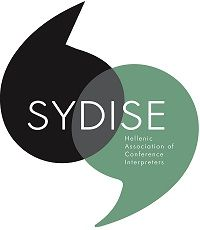 SYDISE
Hellenic
Association of
Conference
Interpreters